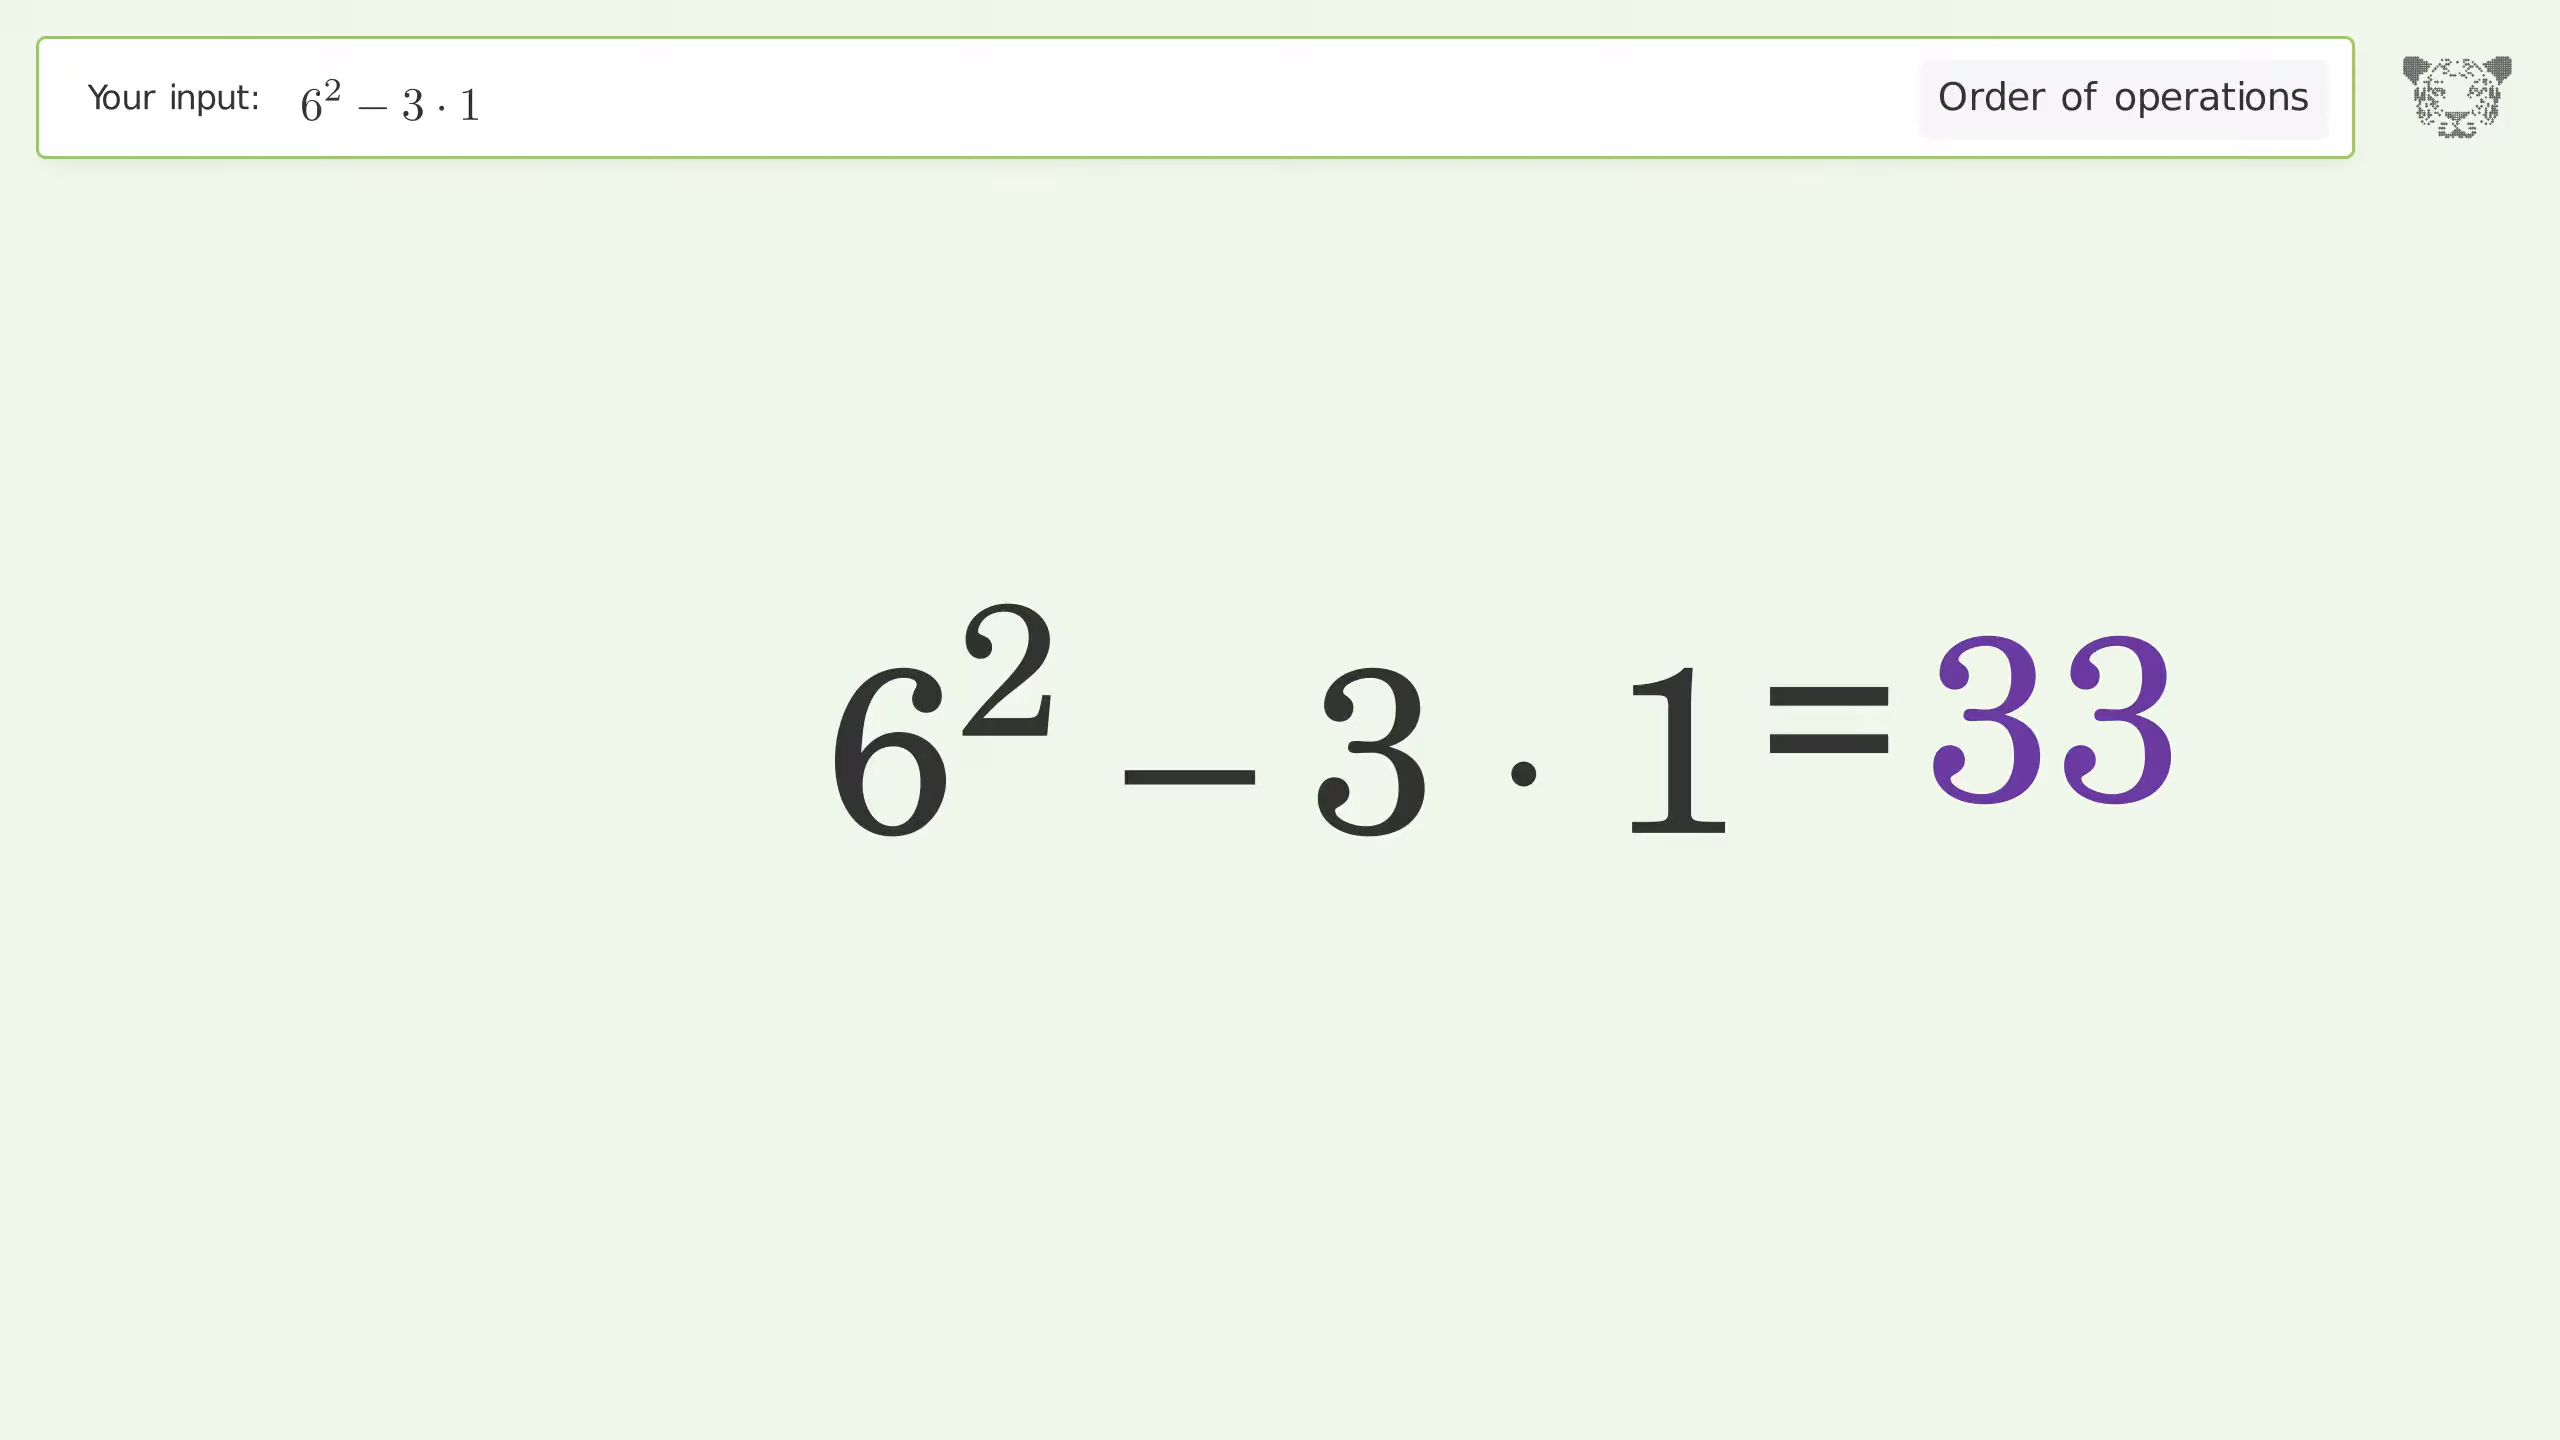 Your input: 6² − 3 · 1
Order of operations
6² − 3 · 1 = 33